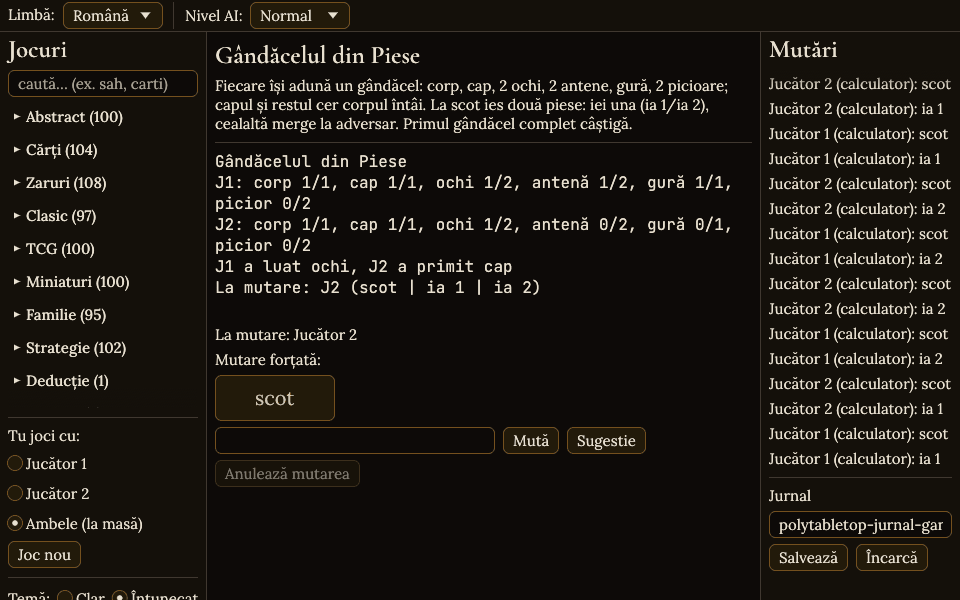 Limbă: Română ▼ Nivel AI: Normal ▼
Jocuri
caută... (ex. sah, carti)
▸ Abstract (100)
▸ Cărți (104)
▸ Zaruri (108)
▸ Clasic (97)
▸ TCG (100)
▸ Miniaturi (100)
▸ Familie (95)
▸ Strategie (102)
▸ Deducție (1)
Tu joci cu:
Jucător 1
Jucător 2
Ambele (la masă)
Joc nou
Temă: Clar Întunecat
Gândăcelul din Piese
Fiecare își adună un gândăcel: corp, cap, 2 ochi, 2 antene, gură, 2 picioare;
capul și restul cer corpul întâi. La scot ies două piese: iei una (ia 1/ia 2),
cealaltă merge la adversar. Primul gândăcel complet câștigă.
Gândăcelul din Piese
J1: corp 1/1, cap 1/1, ochi 1/2, antenă 1/2, gură 1/1,
picior 0/2
J2: corp 1/1, cap 1/1, ochi 1/2, antenă 0/2, gură 0/1,
picior 0/2
J1 a luat ochi, J2 a primit cap
La mutare: J2 (scot | ia 1 | ia 2)
La mutare: Jucător 2
Mutare forțată:
scot
Mută Sugestie
Anulează mutarea
Mutări
Jucător 2 (calculator): scot
Jucător 2 (calculator): ia 1
Jucător 1 (calculator): scot
Jucător 1 (calculator): ia 1
Jucător 2 (calculator): scot
Jucător 2 (calculator): ia 2
Jucător 1 (calculator): scot
Jucător 1 (calculator): ia 2
Jucător 2 (calculator): scot
Jucător 2 (calculator): ia 2
Jucător 1 (calculator): scot
Jucător 1 (calculator): ia 2
Jucător 2 (calculator): scot
Jucător 2 (calculator): ia 1
Jucător 1 (calculator): scot
Jucător 1 (calculator): ia 1
Jurnal
polytabletop-jurnal-gar
Salvează Încarcă